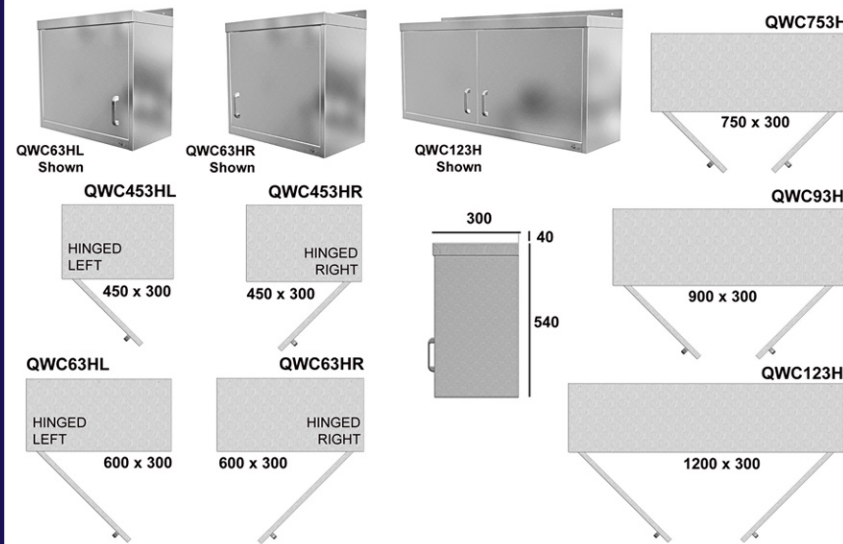 QWC63HL
Shown
QWC63HR
Shown
QWC123H
Shown
QWC753H
750 x 300
QWC453HL
HINGED
LEFT
450 x 300
QWC453HR
HINGED
RIGHT
450 x 300
300
40
540
QWC93H
900 x 300
QWC63HL
HINGED
LEFT
600 x 300
QWC63HR
HINGED
RIGHT
600 x 300
QWC123H
1200 x 300